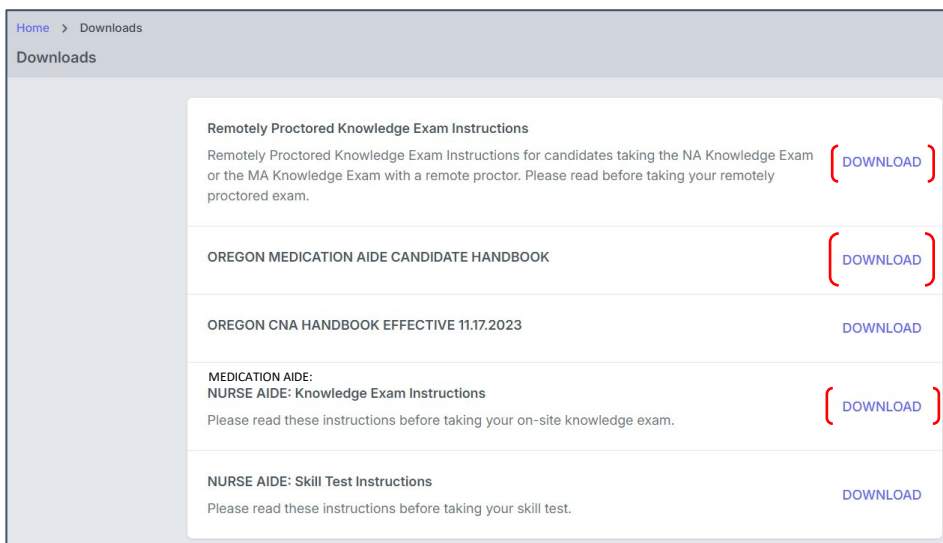 Home > Downloads
Downloads
Remotely Proctored Knowledge Exam Instructions
Remotely Proctored Knowledge Exam Instructions for candidates taking the NA Knowledge Exam
or the MA Knowledge Exam with a remote proctor. Please read before taking your remotely
proctored exam.
DOWNLOAD
OREGON MEDICATION AIDE CANDIDATE HANDBOOK
DOWNLOAD
OREGON CNA HANDBOOK EFFECTIVE 11.17.2023
DOWNLOAD
MEDICATION AIDE:
NURSE AIDE: Knowledge Exam Instructions
Please read these instructions before taking your on-site knowledge exam.
DOWNLOAD
NURSE AIDE: Skill Test Instructions
Please read these instructions before taking your skill test.
DOWNLOAD